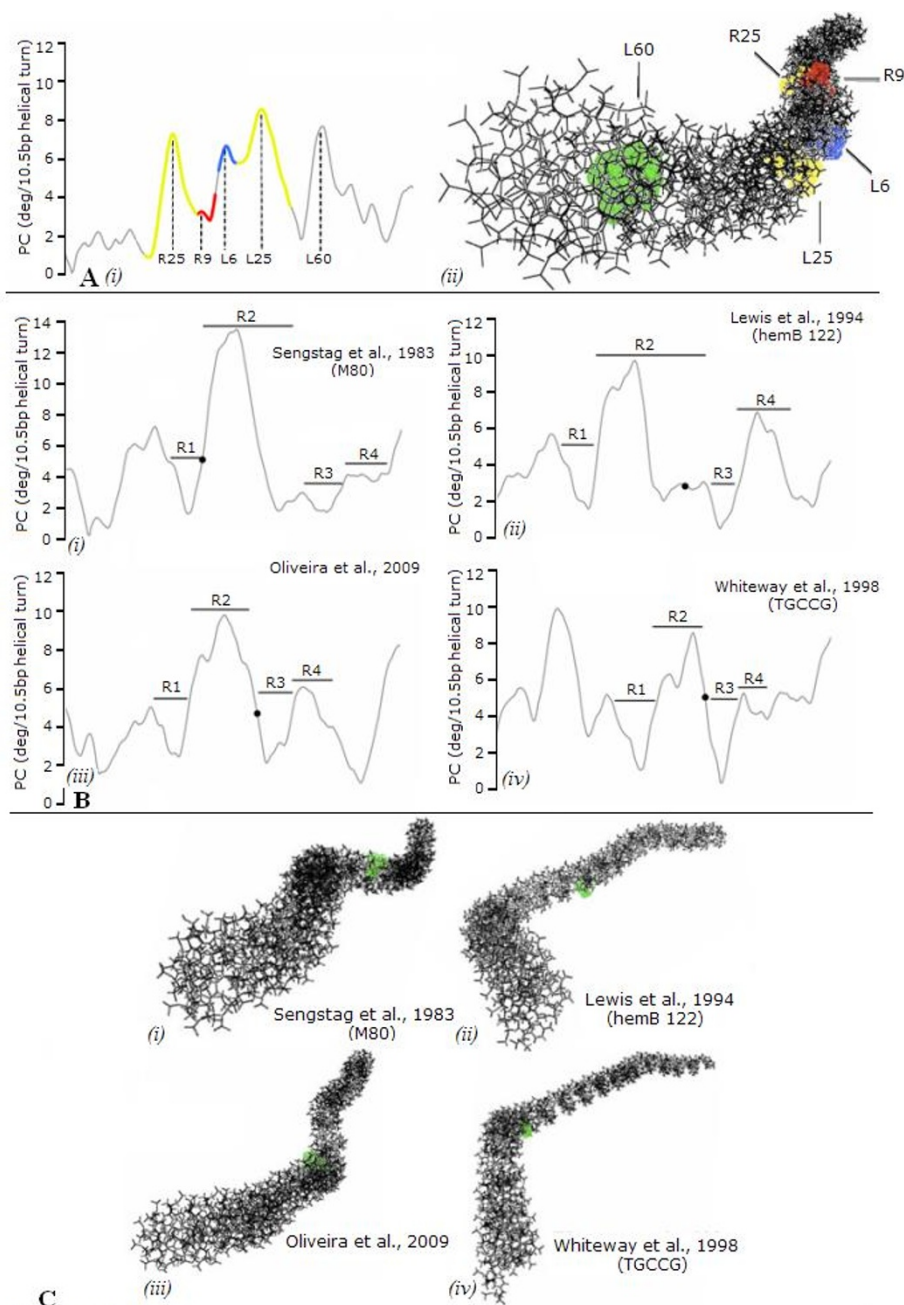 12
10
8
6
4
2
0
PC (deg/10.5bp helical turn)
R25
R9
L6
L25
L60
A (i)
L60
R25
R9
L6
L25
(ii)
14
12
10
8
6
4
2
0
PC (deg/10.5bp helical turn)
R1
R2
R3
R4
Sengstag et al., 1983
(M80)
(i)
12
10
8
6
4
2
0
PC (deg/10.5bp helical turn)
R1
R2
R3
R4
Lewis et al., 1994
(hemB 122)
(ii)
12
10
8
6
4
2
0
PC (deg/10.5bp helical turn)
R1
R2
R3
R4
Oliveira et al., 2009
(iii)
B
12
10
8
6
4
2
0
PC (deg/10.5bp helical turn)
R1
R2
R3
R4
Whiteway et al., 1998
(TGCCG)
(iv)
Sengstag et al., 1983
(M80)
(i)
Lewis et al., 1994
(hemB 122)
(ii)
Oliveira et al., 2009
(iii)
Whiteway et al., 1998
(TGCCG)
(iv)
C